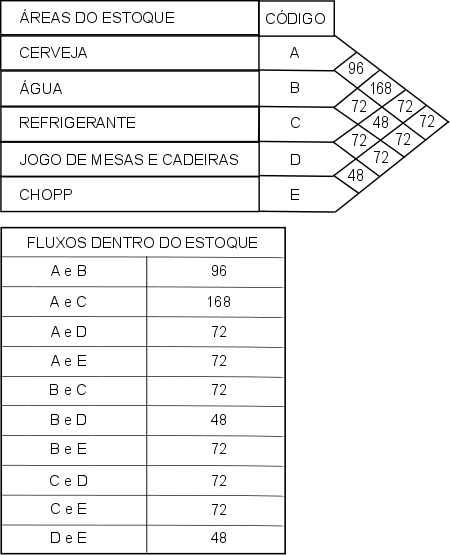 ÁREAS DO ESTOQUE CÓDIGO
CERVEJA A
96
ÁGUA B 168
72 72
REFRIGERANTE C 48 72
72 72
JOGO DE MESAS E CADEIRAS D 72
48
CHOPP E
FLUXOS DENTRO DO ESTOQUE
A e B 96
A e C 168
A e D 72
A e E 72
B e C 72
B e D 48
B e E 72
C e D 72
C e E 72
D e E 48